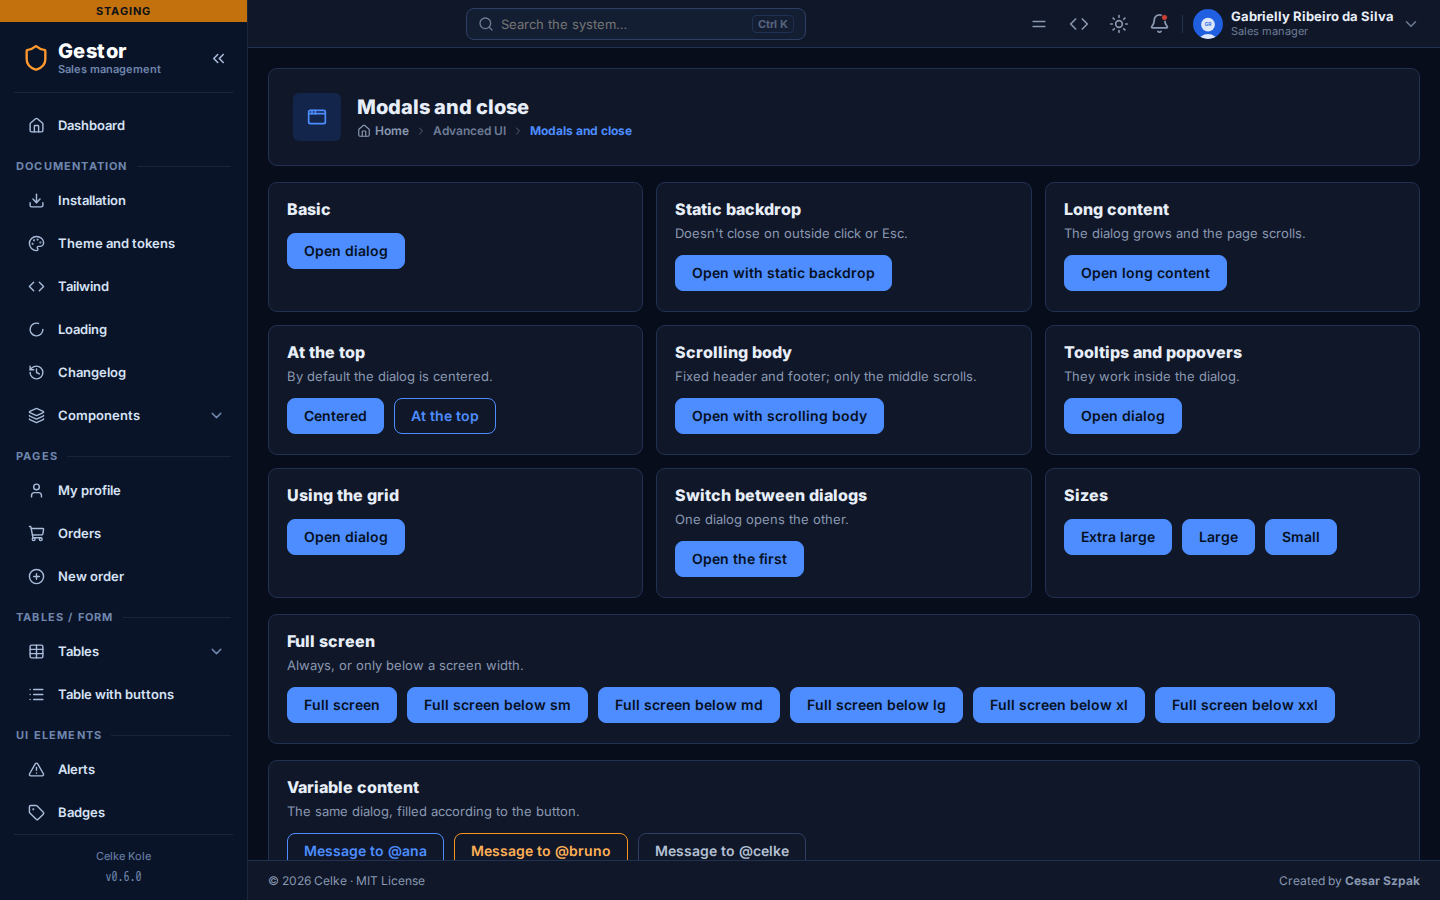 STAGING
Gestor
Sales management
Dashboard
DOCUMENTATION
Installation
Theme and tokens
Tailwind
Loading
Changelog
Components
PAGES
My profile
Orders
New order
TABLES / FORM
Tables
Table with buttons
UI ELEMENTS
Alerts
Badges
Celke Kole
v0.6.0
Search the system...
Ctrl K
GR
Gabrielly Ribeiro da Silva
Sales manager
Modals and close
Home
Advanced UI
Modals and close
Basic
Open dialog
Static backdrop
Doesn't close on outside click or Esc.
Open with static backdrop
Long content
The dialog grows and the page scrolls.
Open long content
At the top
By default the dialog is centered.
Centered
At the top
Scrolling body
Fixed header and footer; only the middle scrolls.
Open with scrolling body
Tooltips and popovers
They work inside the dialog.
Open dialog
Using the grid
Open dialog
Switch between dialogs
One dialog opens the other.
Open the first
Sizes
Extra large
Large
Small
Full screen
Always, or only below a screen width.
Full screen
Full screen below sm
Full screen below md
Full screen below lg
Full screen below xl
Full screen below xxl
Variable content
The same dialog, filled according to the button.
Message to @ana
Message to @bruno
Message to @celke
© 2026 Celke · MIT License
Created by Cesar Szpak